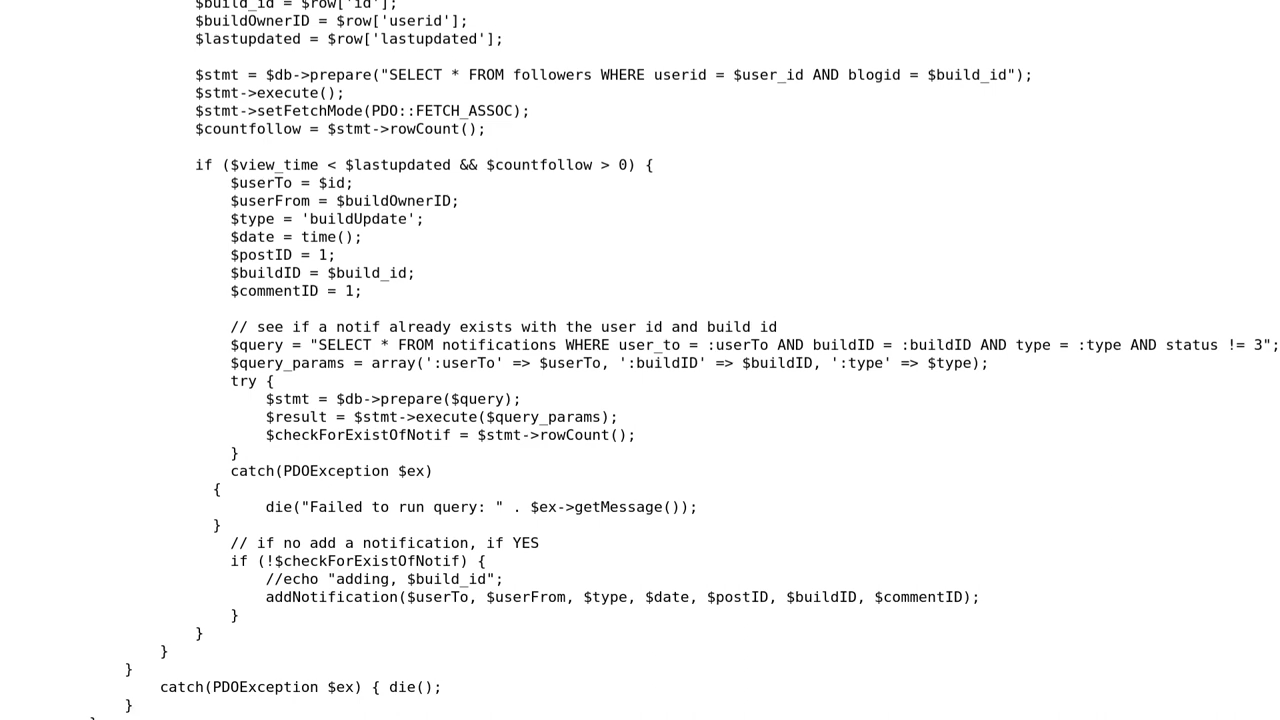 $build_id = $row['id'];
$buildOwnerID = $row['userid'];
$lastupdated = $row['lastupdated'];
$stmt = $db->prepare("SELECT * FROM followers WHERE userid = $user_id AND blogid = $build_id");
$stmt->execute();
$stmt->setFetchMode(PDO::FETCH_ASSOC);
$countfollow = $stmt->rowCount();
if ($view_time < $lastupdated && $countfollow > 0) {
$userTo = $id;
$userFrom = $buildOwnerID;
$type = 'buildUpdate';
$date = time();
$postID = 1;
$buildID = $build_id;
$commentID = 1;
// see if a notif already exists with the user id and build id
$query = "SELECT * FROM notifications WHERE user_to = :userTo AND buildID = :buildID AND type = :type AND status != 3";
$query_params = array(':userTo' => $userTo, ':buildID' => $buildID, ':type' => $type);
try {
$stmt = $db->prepare($query);
$result = $stmt->execute($query_params);
$checkForExistOfNotif = $stmt->rowCount();
}
catch(PDOException $ex)
{
die("Failed to run query: " . $ex->getMessage());
}
// if no add a notification, if YES
if (!$checkForExistOfNotif) {
//echo "adding, $build_id";
addNotification($userTo, $userFrom, $type, $date, $postID, $buildID, $commentID);
}
}
}
}
catch(PDOException $ex) { die();
}
}